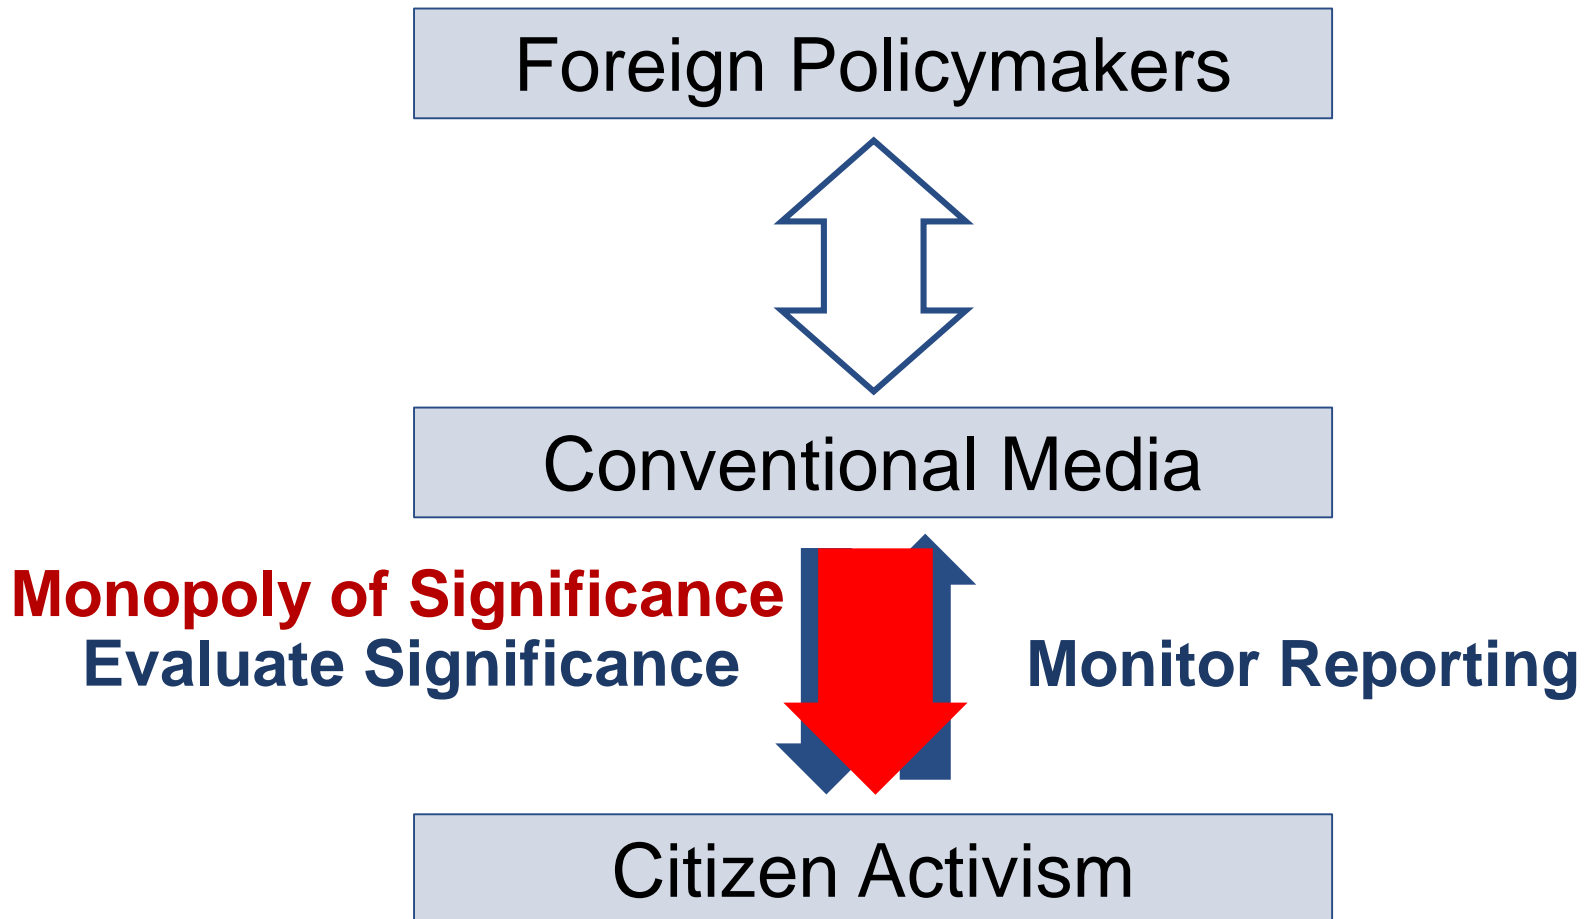 Foreign Policymakers
Conventional Media
Monopoly of Significance
Evaluate Significance
Monitor Reporting
Citizen Activism